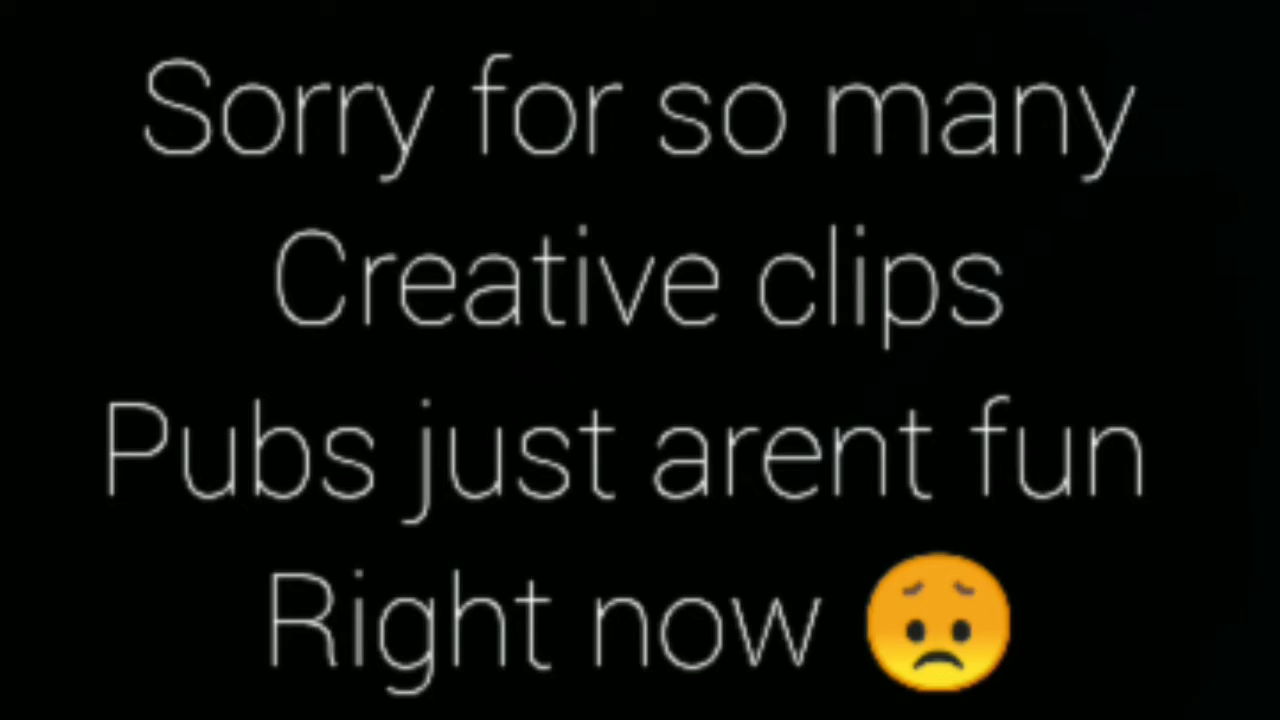 Sorry for so many
Creative clips
Pubs just arent fun
Right now 😞